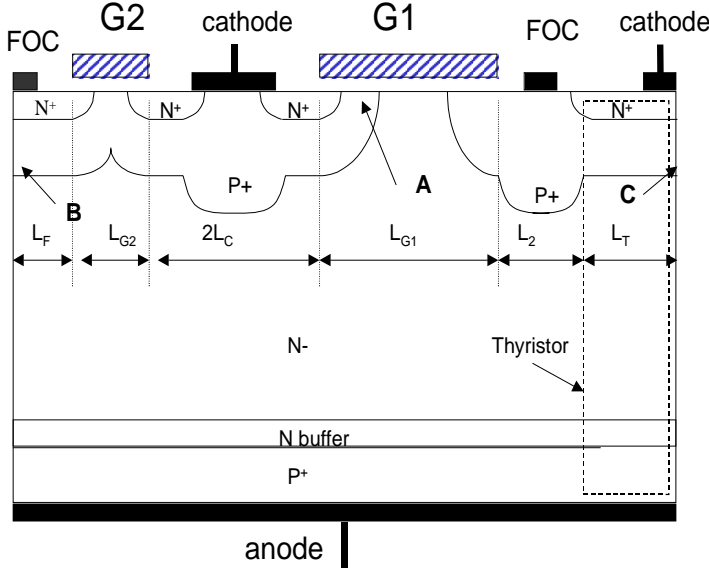 FOC G2 cathode G1 FOC cathode
N+ N+ N+ N+
P+ A P+ C
B
LF LG2 2LC LG1 L2 LT
N-
Thyristor
N buffer
P+
anode